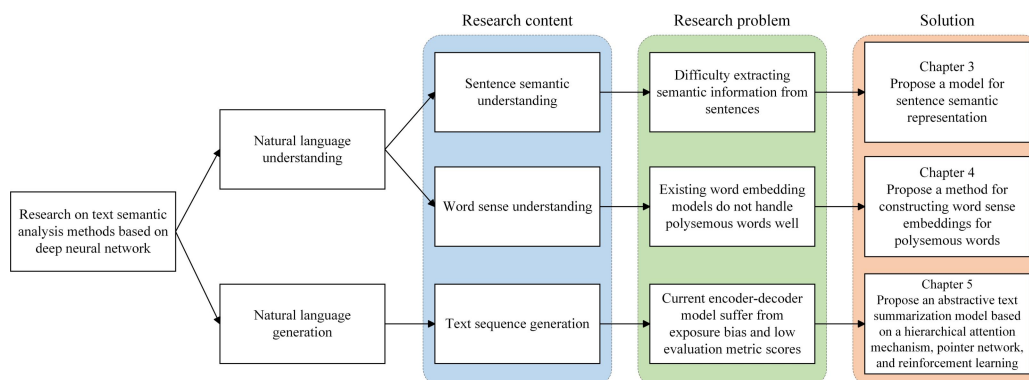 Research content
Research problem
Solution
Sentence semantic
understanding
Difficulty extracting
semantic information from
sentences
Chapter 3
Propose a model for
sentence semantic
representation
Natural language
understanding
Word sense understanding
Existing word embedding
models do not handle
polysemous words well
Chapter 4
Propose a method for
constructing word sense
embeddings for
polysemous words
Research on text semantic
analysis methods based on
deep neural network
Natural language
generation
Text sequence generation
Current encoder-decoder
model suffer from
exposure bias and low
evaluation metric scores
Chapter 5
Propose an abstractive text
summarization model based
on a hierarchical attention
mechanism, pointer network,
and reinforcement learning